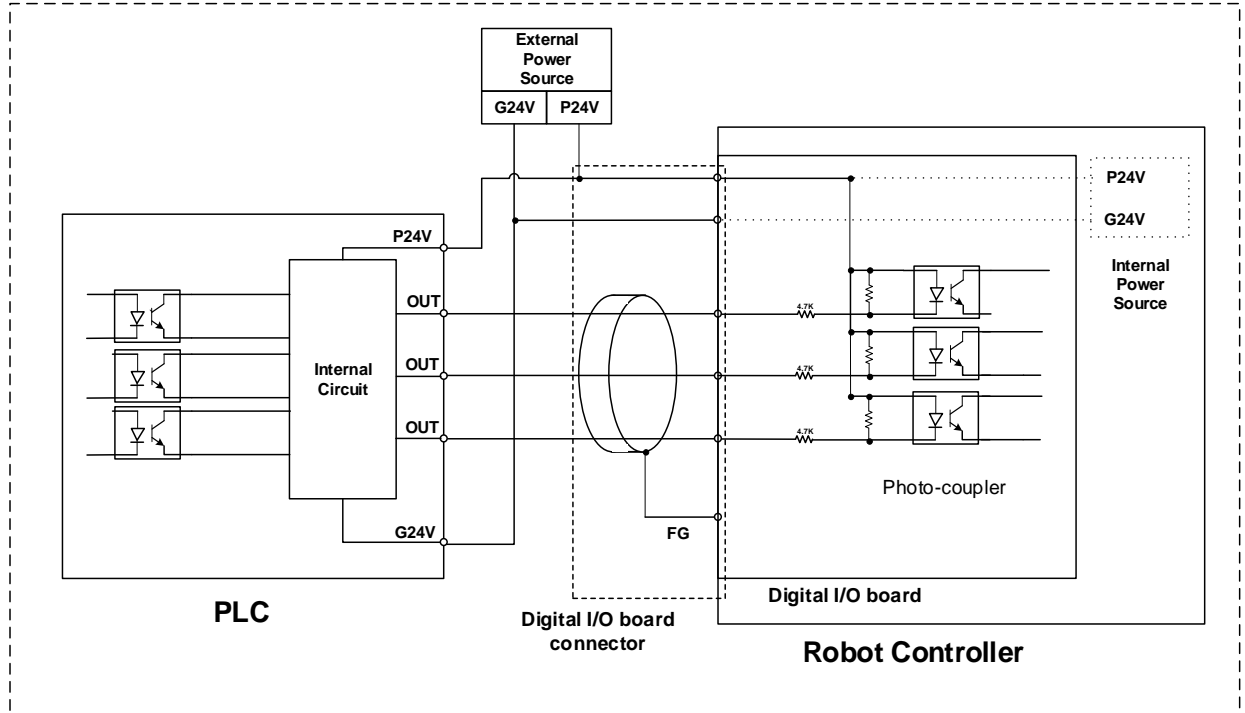 External
Power
Source
G24V P24V
P24V
G24V
Internal
Power
Source
P24V
OUT
OUT
OUT
Internal
Circuit
G24V
4.7K
4.7K
4.7K
Photo-coupler
FG
PLC
Digital I/O board
connector
Digital I/O board
Robot Controller